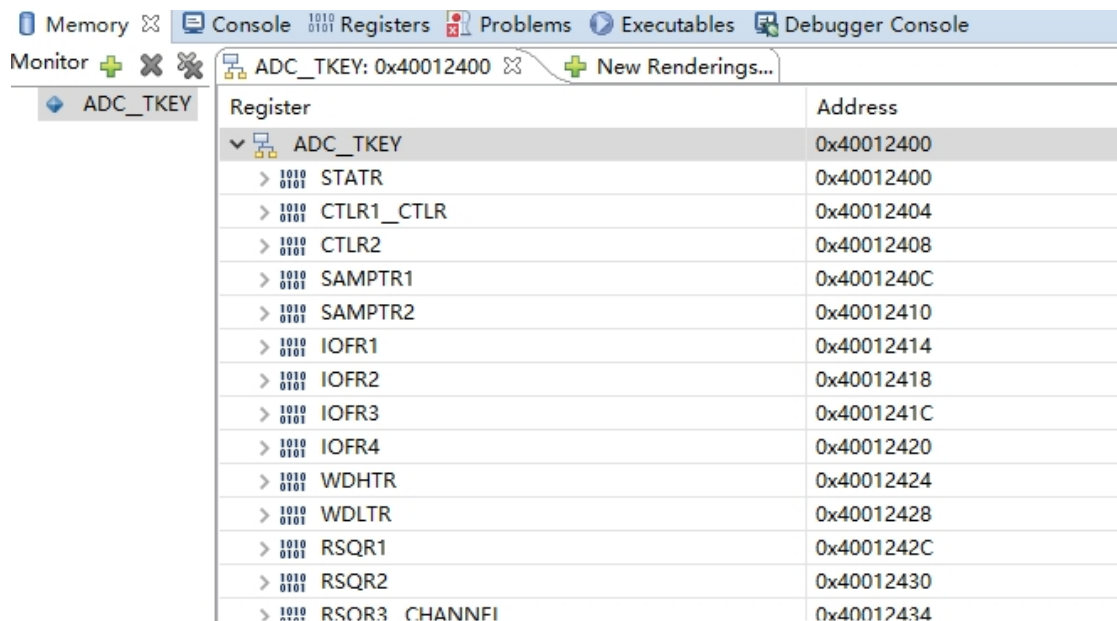 Memory Console Registers Problems Executables Debugger Console
Monitor ADC_TKEY: 0x40012400 New Renderings...
ADC_TKEY
Register Address
ADC_TKEY 0x40012400
STATR 0x40012400
CTLR1_CTLR 0x40012404
CTLR2 0x40012408
SAMPTR1 0x4001240C
SAMPTR2 0x40012410
IOFR1 0x40012414
IOFR2 0x40012418
IOFR3 0x4001241C
IOFR4 0x40012420
WDHTR 0x40012424
WDLTR 0x40012428
RSQR1 0x4001242C
RSQR2 0x40012430
RSQR3_CHANNEL 0x40012434